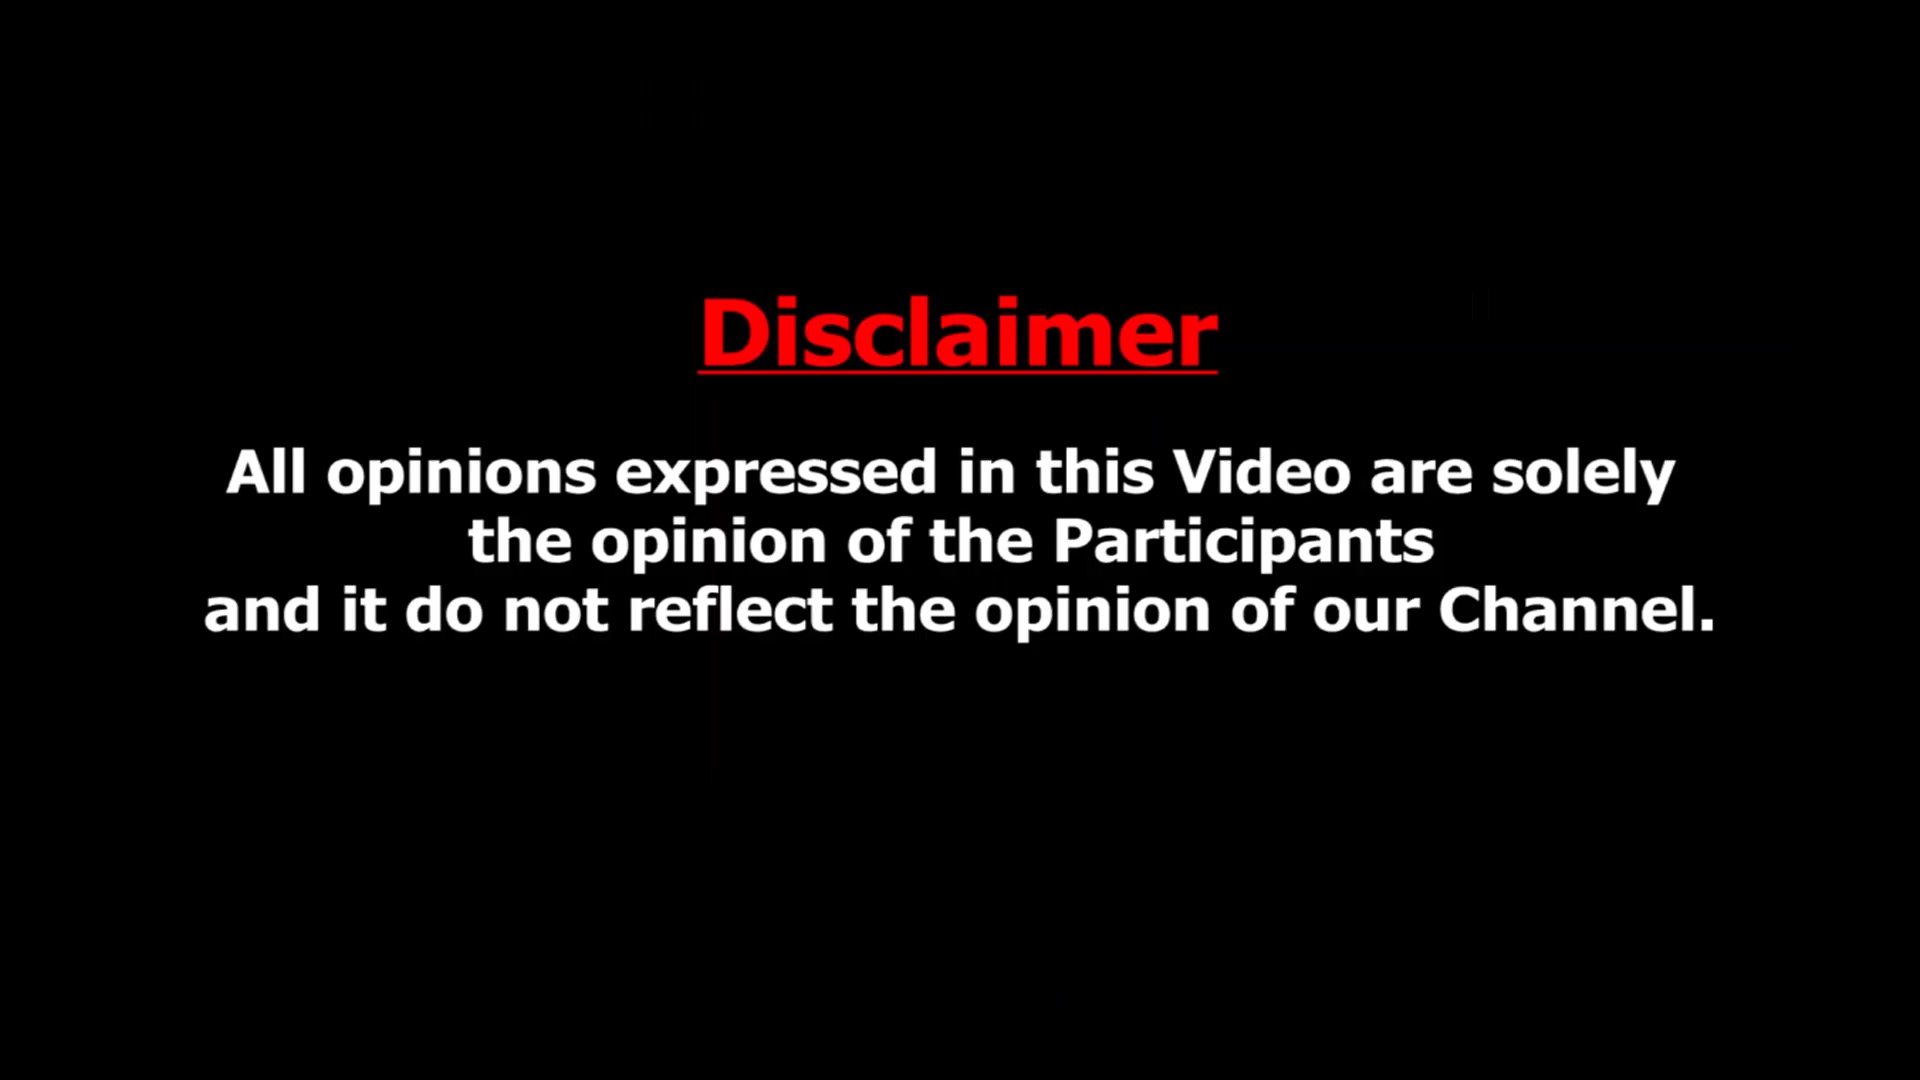 Disclaimer
All opinions expressed in this Video are solely
the opinion of the Participants
and it do not reflect the opinion of our Channel.